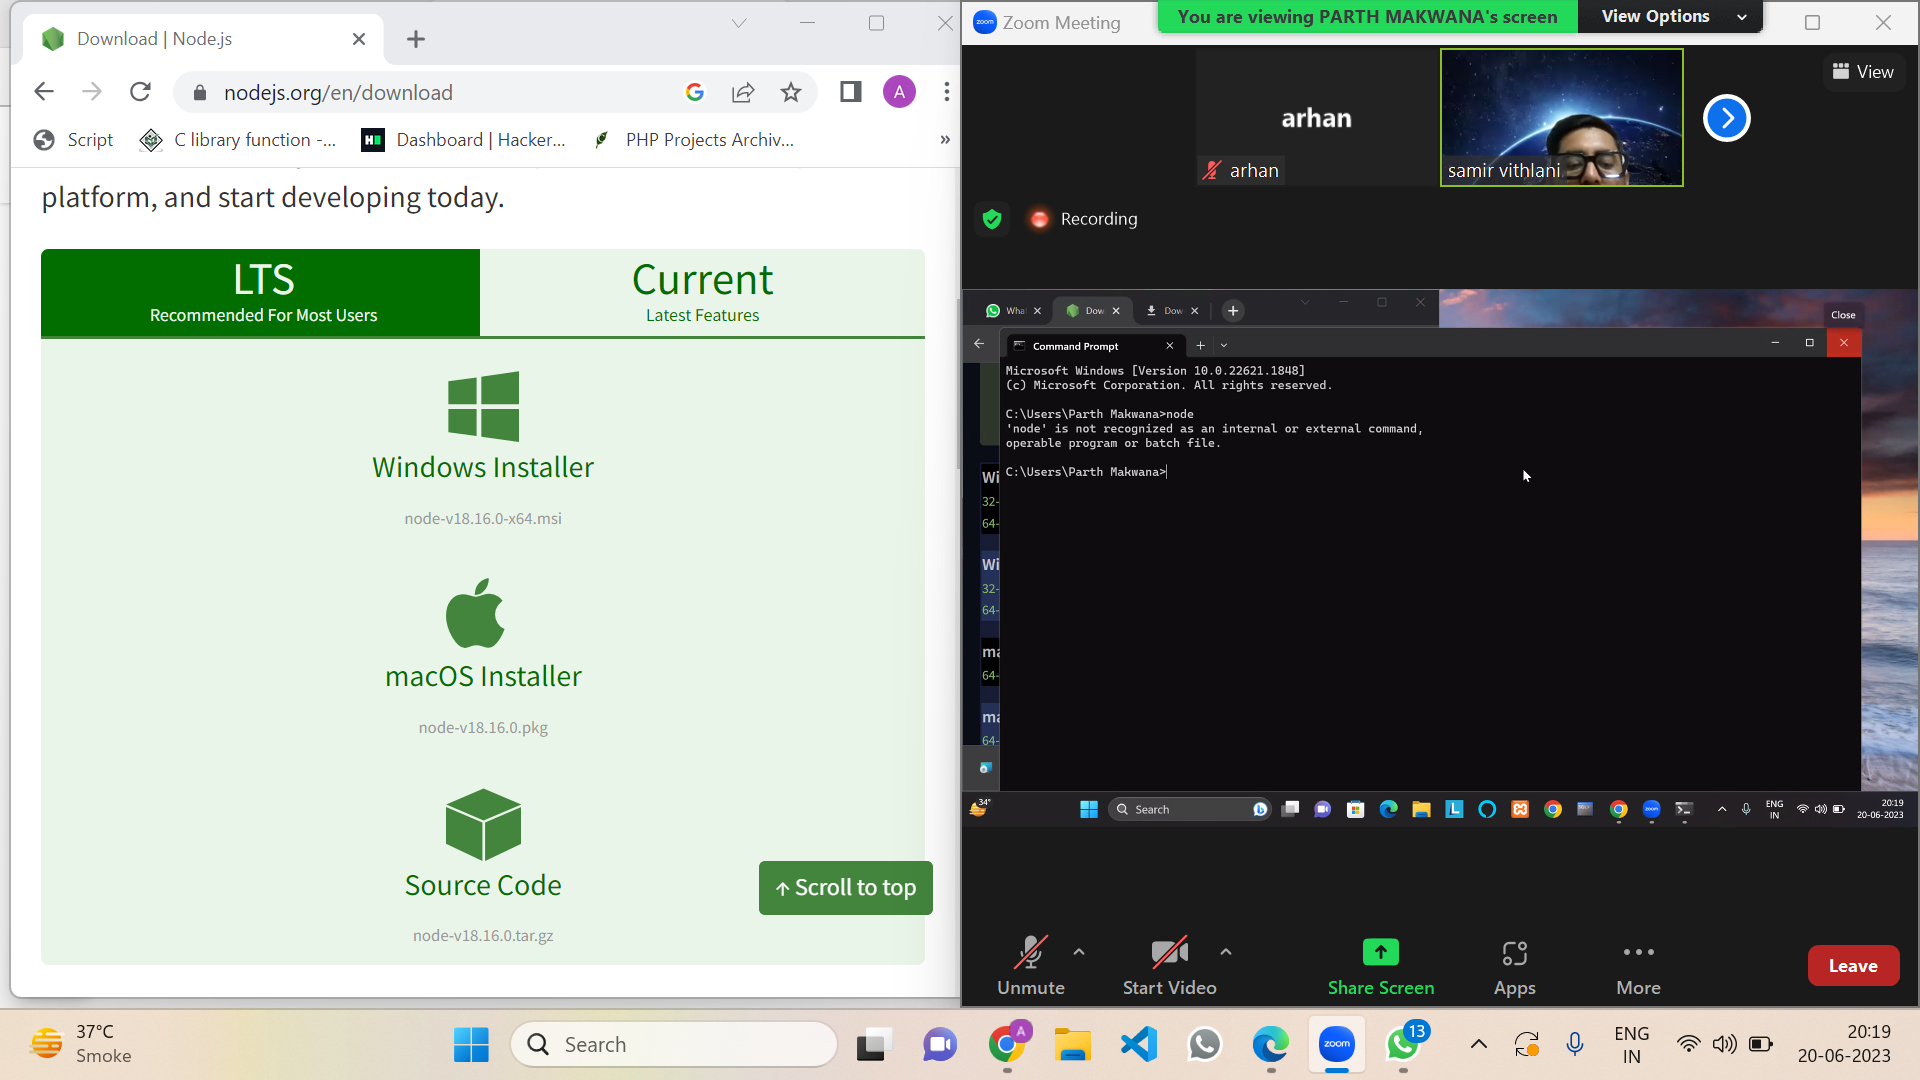 Download | Node.js
nodejs.org/en/download
A
Script
C library function -...
Dashboard | Hacker...
PHP Projects Archiv...
»
platform, and start developing today.
LTS
Recommended For Most Users
Current
Latest Features
Windows Installer
node-v18.16.0-x64.msi
macOS Installer
node-v18.16.0.pkg
Source Code
node-v18.16.0.tar.gz
↑ Scroll to top
zoom
Zoom Meeting
You are viewing PARTH MAKWANA's screen
View Options
View
arhan
arhan
samir vithlani
Recording
Wha
Dow
Dow
Close
Command Prompt
Microsoft Windows [Version 10.0.22621.1848]
(c) Microsoft Corporation. All rights reserved.
C:\Users\Parth Makwana>node
'node' is not recognized as an internal or external command,
operable program or batch file.
C:\Users\Parth Makwana>
Wi
32-
64-
Wi
32-
64-
ma
64-
ma
64-
34°
Search
ENG
IN
20:19
20-06-2023
Unmute
Start Video
Share Screen
Apps
More
Leave
37°C
Smoke
Search
A
zoom
13
ENG
IN
20:19
20-06-2023